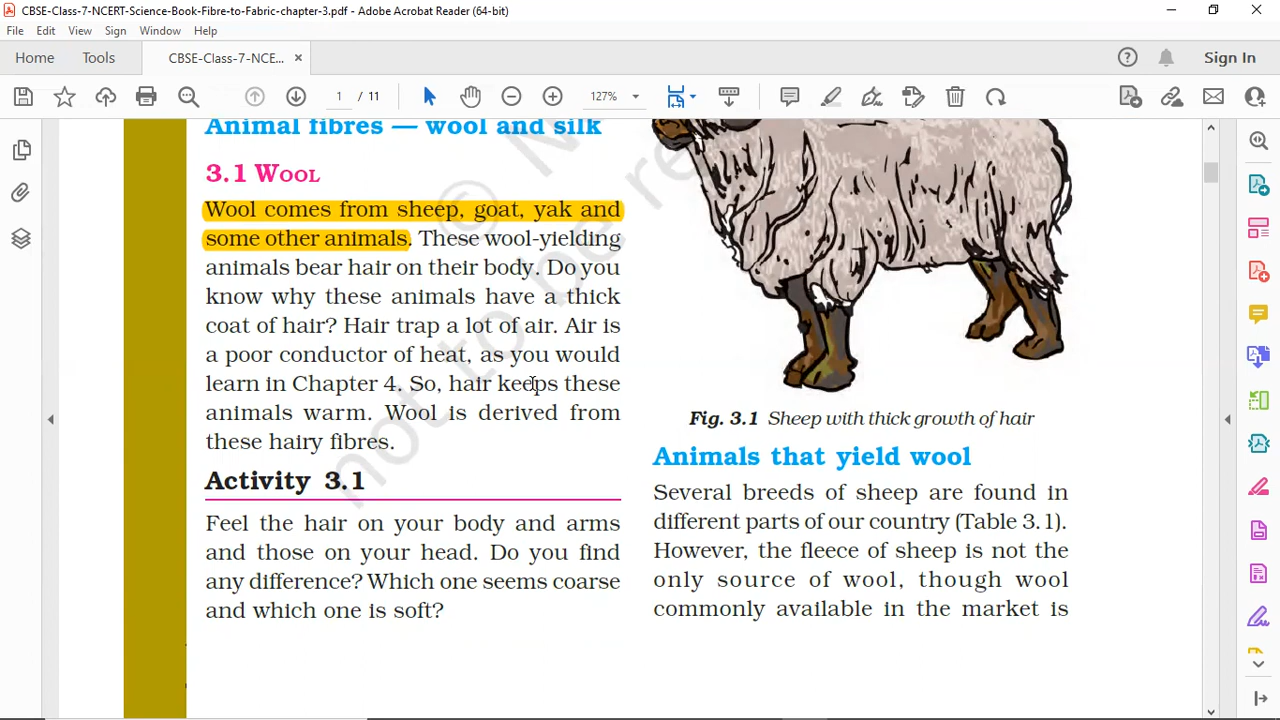 CBSE-Class-7-NCERT-Science-Book-Fibre-to-Fabric-chapter-3.pdf - Adobe Acrobat Reader (64-bit)
File Edit View Sign Window Help
Home Tools CBSE-Class-7-NCE... Sign In
1 / 11 127%
Animal fibres — wool and silk
3.1 WOOL
Wool comes from sheep, goat, yak and
some other animals. These wool-yielding
animals bear hair on their body. Do you
know why these animals have a thick
coat of hair? Hair trap a lot of air. Air is
a poor conductor of heat, as you would
learn in Chapter 4. So, hair keeps these
animals warm. Wool is derived from
these hairy fibres.
Activity 3.1
Feel the hair on your body and arms
and those on your head. Do you find
any difference? Which one seems coarse
and which one is soft?
Fig. 3.1 Sheep with thick growth of hair
Animals that yield wool
Several breeds of sheep are found in
different parts of our country (Table 3.1).
However, the fleece of sheep is not the
only source of wool, though wool
commonly available in the market is
© N
not to be re